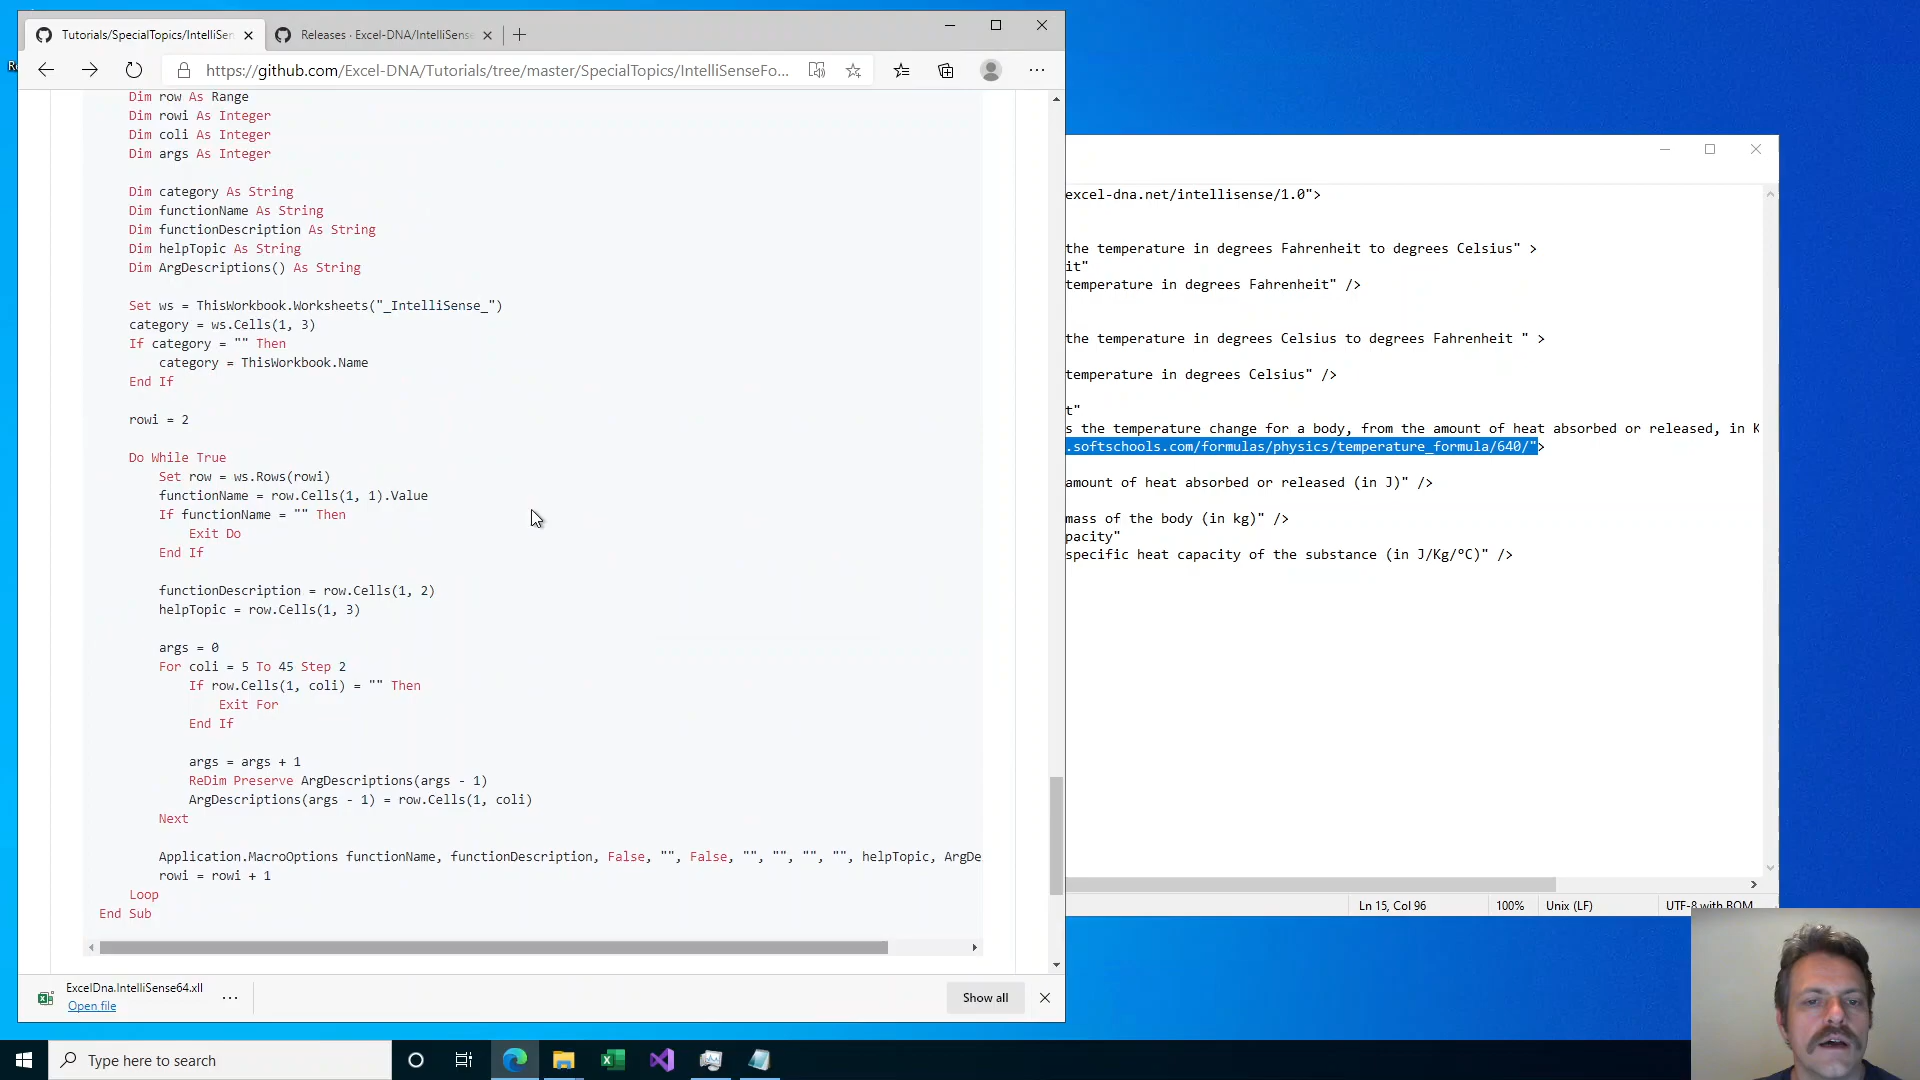 Tutorials/SpecialTopics/IntelliSen
Releases · Excel-DNA/IntelliSense
https://github.com/Excel-DNA/Tutorials/tree/master/SpecialTopics/IntelliSenseFo...
Dim row As Range
Dim rowi As Integer
Dim coli As Integer
Dim args As Integer
Dim category As String
Dim functionName As String
Dim functionDescription As String
Dim helpTopic As String
Dim ArgDescriptions() As String
Set ws = ThisWorkbook.Worksheets("_IntelliSense_")
category = ws.Cells(1, 3)
If category = "" Then
category = ThisWorkbook.Name
End If
rowi = 2
Do While True
Set row = ws.Rows(rowi)
functionName = row.Cells(1, 1).Value
If functionName = "" Then
Exit Do
End If
functionDescription = row.Cells(1, 2)
helpTopic = row.Cells(1, 3)
args = 0
For coli = 5 To 45 Step 2
If row.Cells(1, coli) = "" Then
Exit For
End If
args = args + 1
ReDim Preserve ArgDescriptions(args - 1)
ArgDescriptions(args - 1) = row.Cells(1, coli)
Next
Application.MacroOptions functionName, functionDescription, False, "", False, "", "", "", "", helpTopic, ArgDe
rowi = rowi + 1
Loop
End Sub
ExcelDna.IntelliSense64.xll
Open file
Show all
excel-dna.net/intellisense/1.0">
the temperature in degrees Fahrenheit to degrees Celsius" >
it"
temperature in degrees Fahrenheit" />
the temperature in degrees Celsius to degrees Fahrenheit " >
temperature in degrees Celsius" />
t"
s the temperature change for a body, from the amount of heat absorbed or released, in K
.softschools.com/formulas/physics/temperature_formula/640/">
amount of heat absorbed or released (in J)" />
mass of the body (in kg)" />
pacity"
specific heat capacity of the substance (in J/Kg/°C)" />
Ln 15, Col 96
100%
Unix (LF)
UTF-8 with BOM
Type here to search